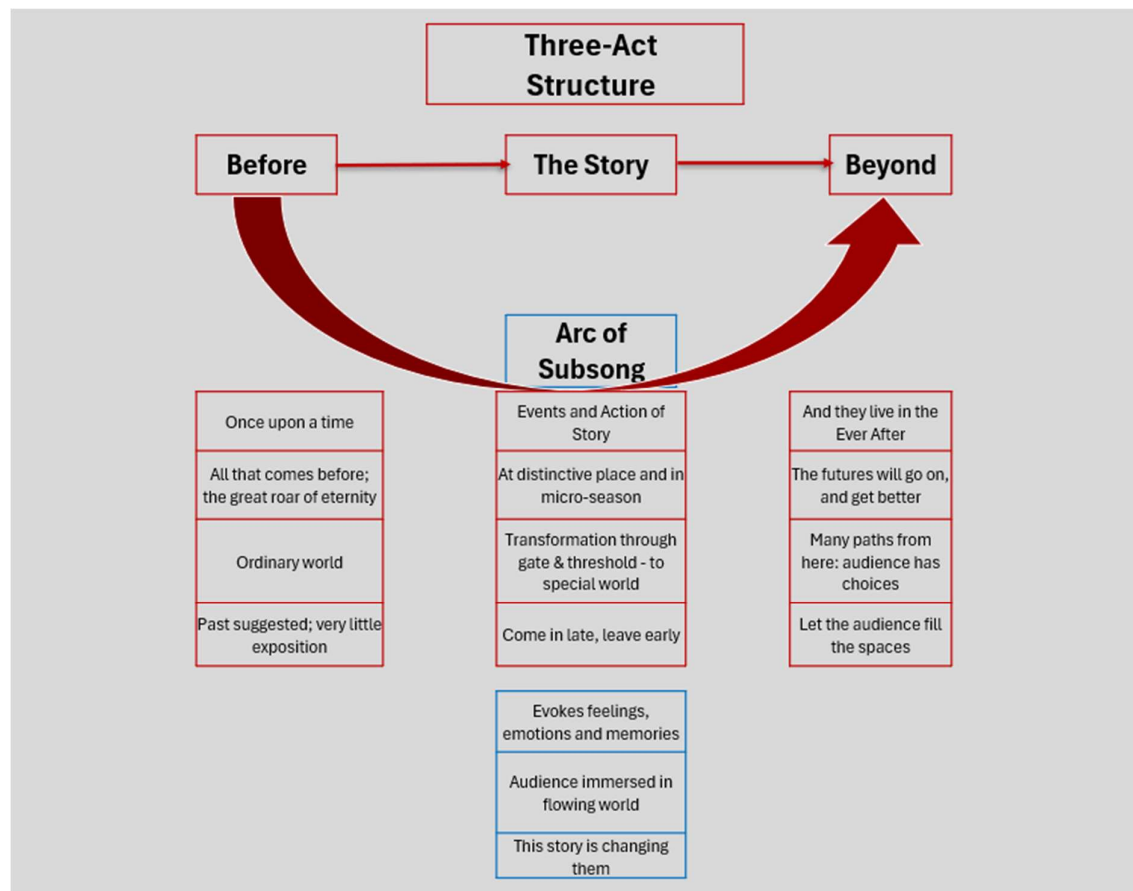 Three-Act
Structure
Before
The Story
Beyond
Arc of
Subsong
Once upon a time
All that comes before;
the great roar of eternity
Ordinary world
Past suggested; very little
exposition
Events and Action of
Story
At distinctive place and in
micro-season
Transformation through
gate & threshold - to
special world
Come in late, leave early
And they live in the
Ever After
The futures will go on,
and get better
Many paths from
here: audience has
choices
Let the audience fill
the spaces
Evokes feelings,
emotions and memories
Audience immersed in
flowing world
This story is changing
them